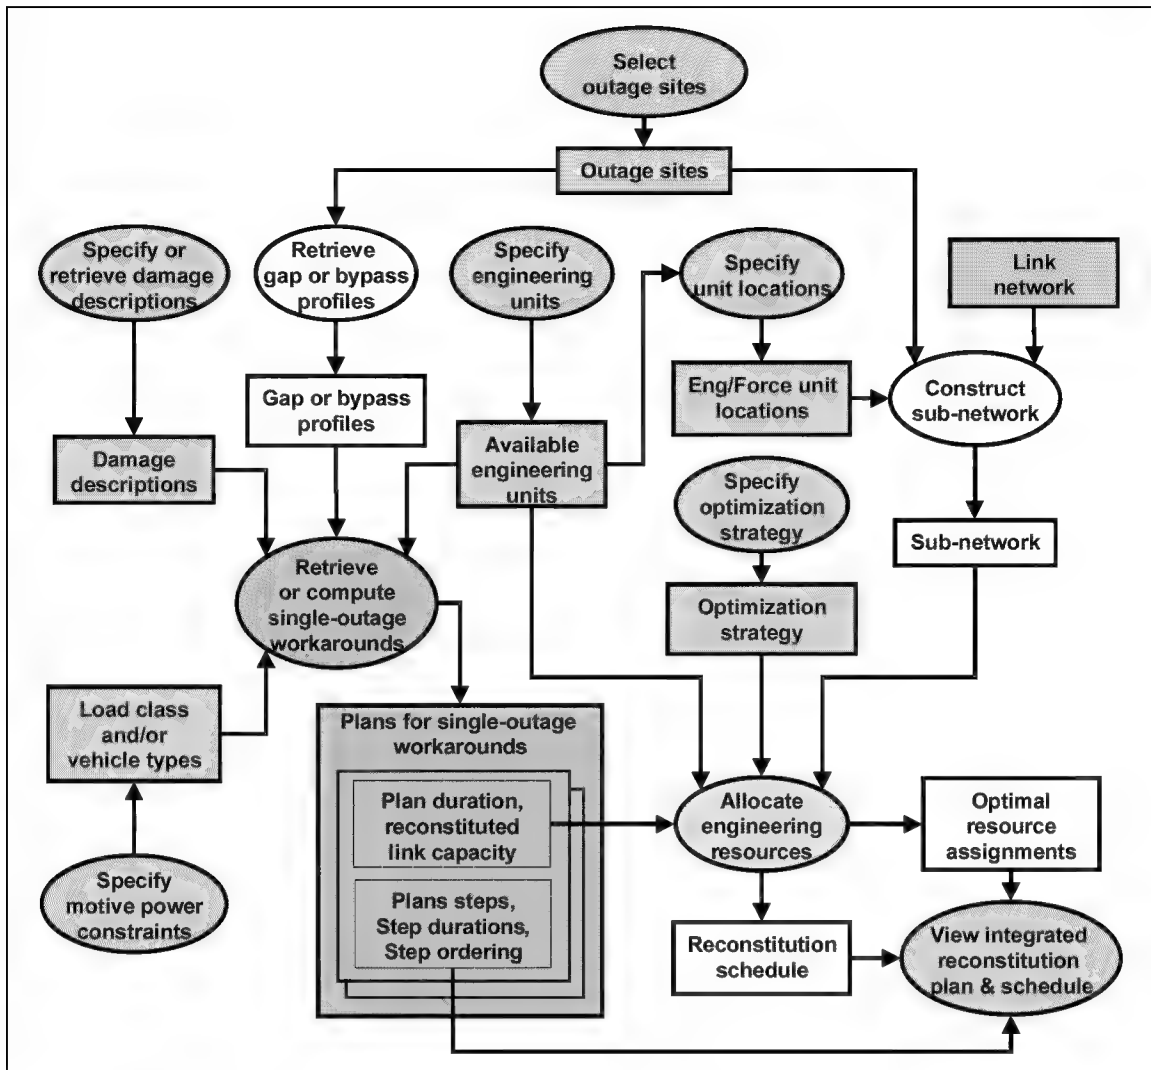 Select
outage sites
Outage sites
Specify or
retrieve damage
descriptions
Retrieve
gap or bypass
profiles
Specify
engineering
units
Specify
unit locations
Link
network
Gap or bypass
profiles
Eng/Force unit
locations
Construct
sub-network
Damage
descriptions
Available
engineering
units
Specify
optimization
strategy
Sub-network
Retrieve
or compute
single-outage
workarounds
Optimization
strategy
Load class
and/or
vehicle types
Plans for single-outage
workarounds
Plan duration,
reconstituted
link capacity
Allocate
engineering
resources
Optimal
resource
assignments
Specify
motive power
constraints
Plans steps,
Step durations,
Step ordering
Reconstitution
schedule
View integrated
reconstitution
plan & schedule